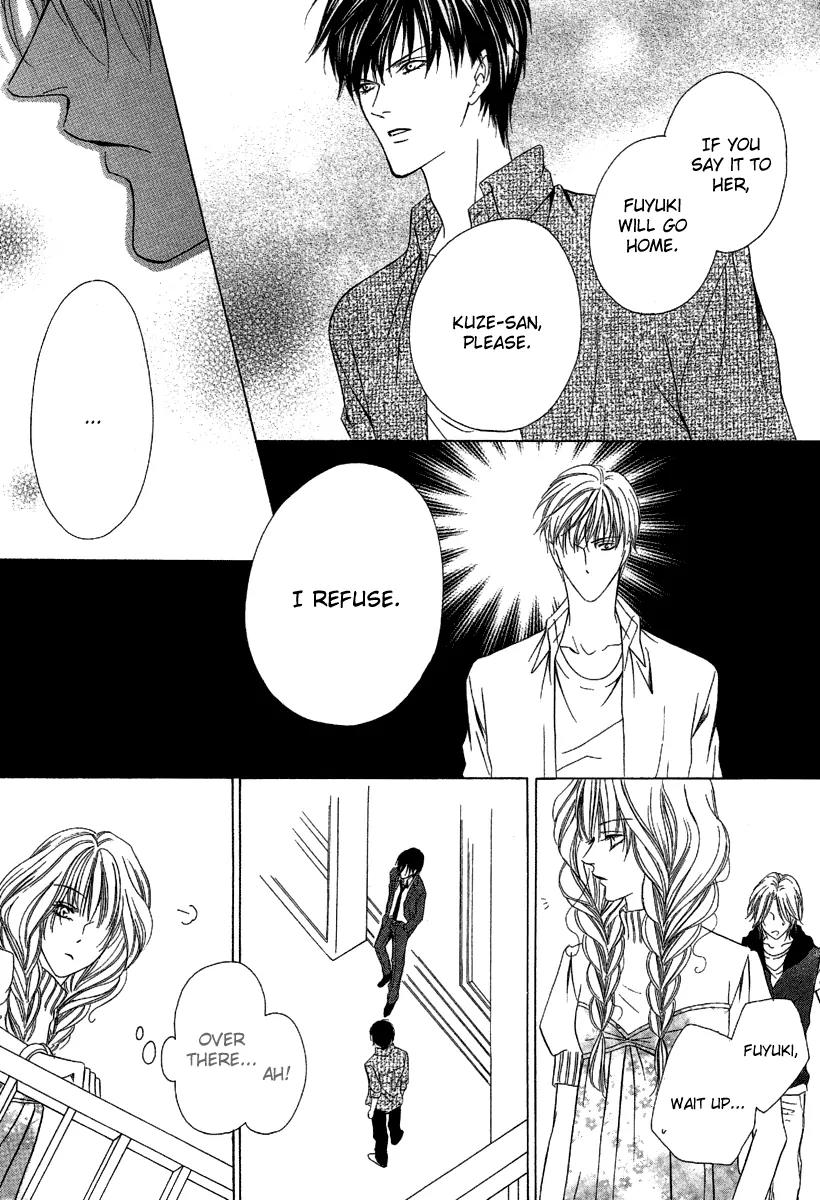 IF YOU
SAY IT TO
HER,
FUYUKI
WILL GO
HOME.
KUZE-SAN,
PLEASE.
...
I REFUSE.
FUYUKI,
WAIT UP...
OVER
THERE...
AH!